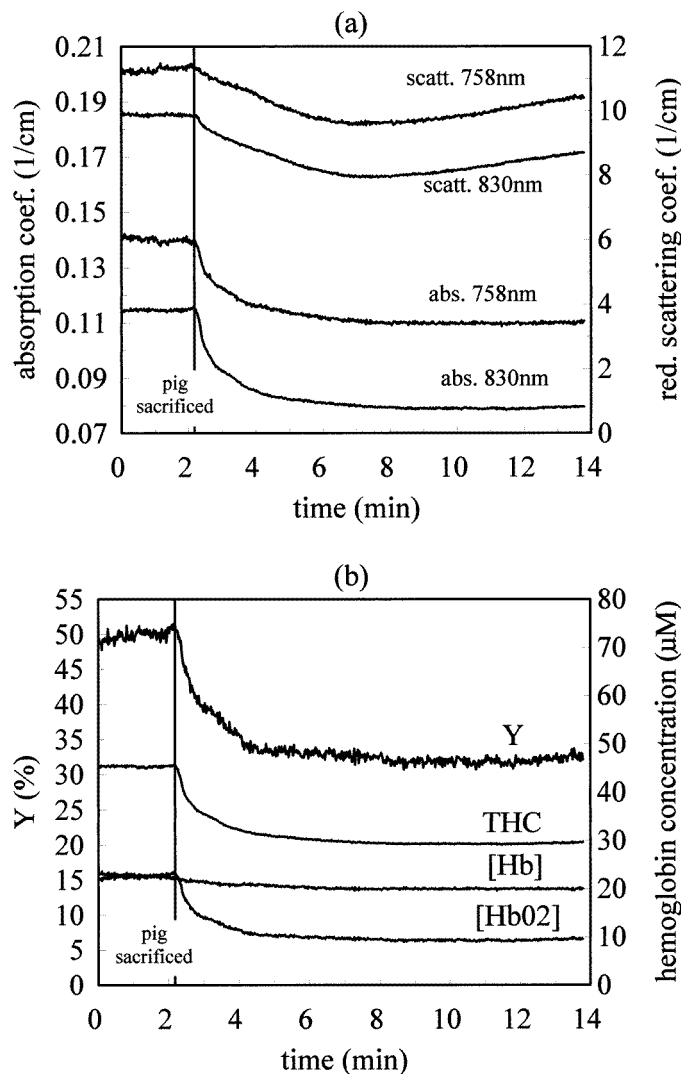 (a)
0.21
0.19
0.17
0.15
0.13
0.11
0.09
0.07
absorption coef. (1/cm)
12
10
8
6
4
2
0
red. scattering coef. (1/cm)
scatt. 758nm
scatt. 830nm
abs. 758nm
abs. 830nm
pig
sacrificed
0 2 4 6 8 10 12 14
time (min)
(b)
55
50
45
40
35
30
25
20
15
10
5
0
Y (%)
80
70
60
50
40
30
20
10
0
hemoglobin concentration (µM)
Y
THC
[Hb]
[Hb02]
pig
sacrificed
0 2 4 6 8 10 12 14
time (min)